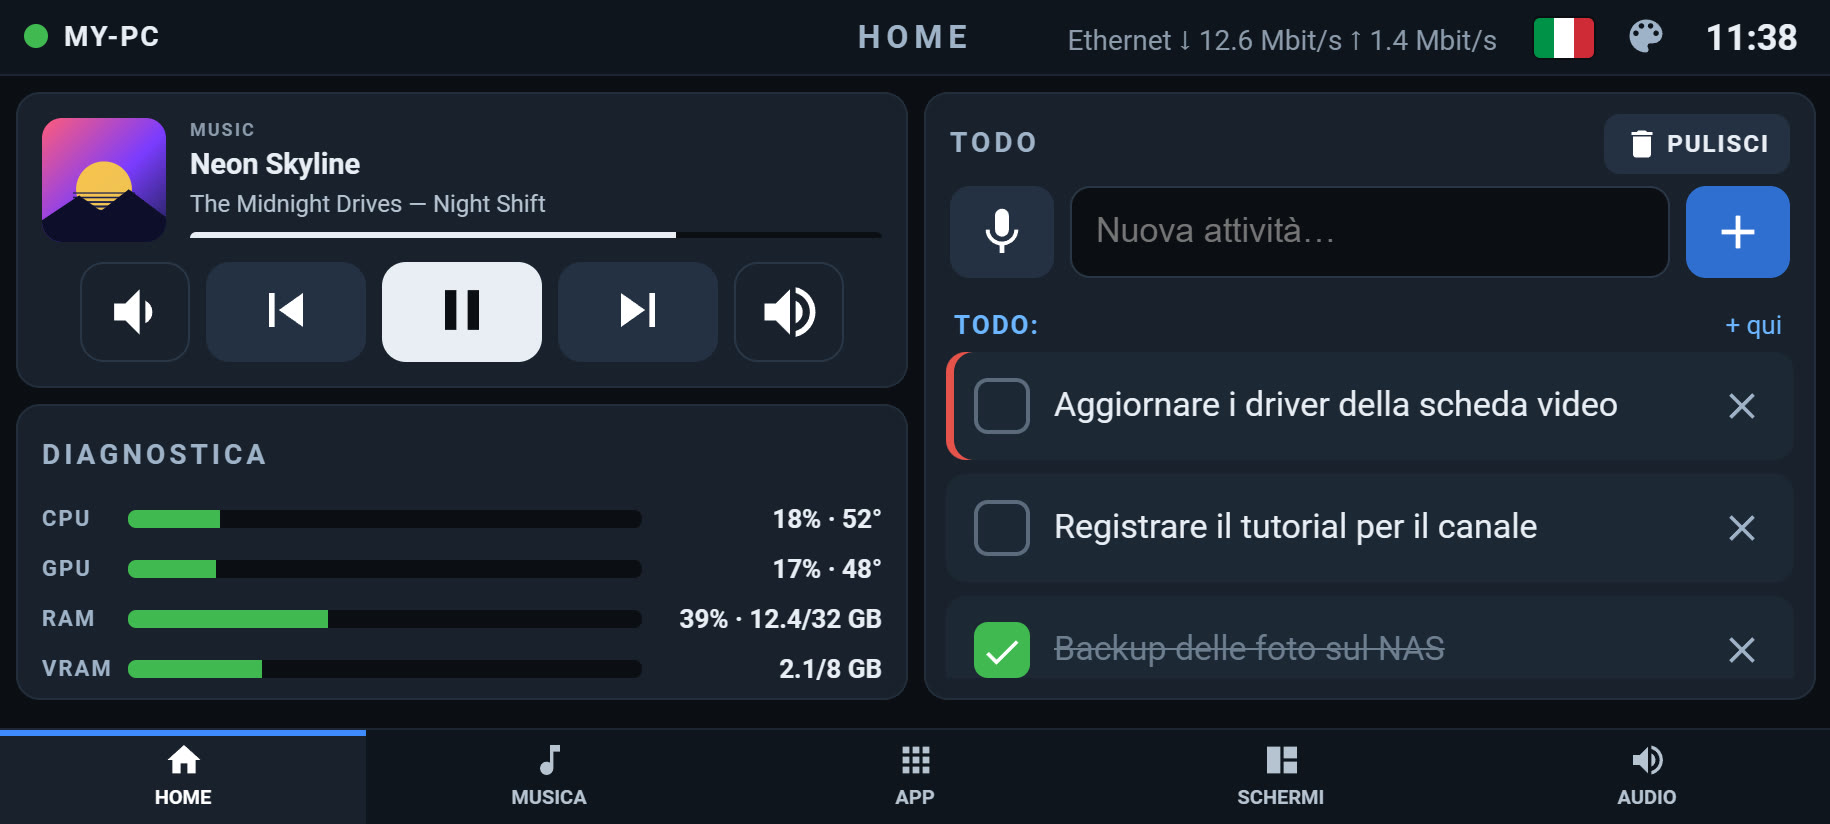 MY-PC
HOME
Ethernet ↓ 12.6 Mbit/s ↑ 1.4 Mbit/s
11:38
MUSIC
Neon Skyline
The Midnight Drives — Night Shift
DIAGNOSTICA
CPU 18% · 52°
GPU 17% · 48°
RAM 39% · 12.4/32 GB
VRAM 2.1/8 GB
TODO
PULISCI
Nuova attività…
TODO:
+ qui
Aggiornare i driver della scheda video
Registrare il tutorial per il canale
Backup delle foto sul NAS
HOME
MUSICA
APP
SCHERMI
AUDIO